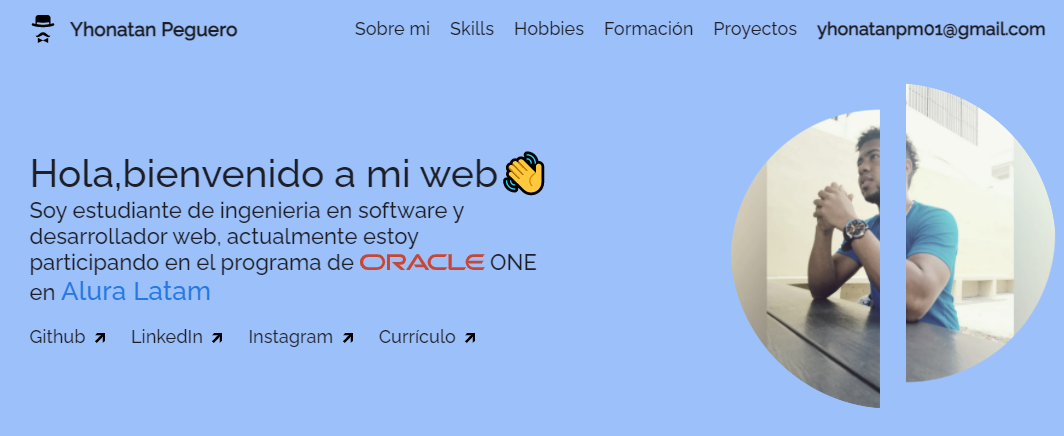 Yhonatan Peguero
Sobre mi Skills Hobbies Formación Proyectos yhonatanpm01@gmail.com
Hola,bienvenido a mi web
Soy estudiante de ingenieria en software y
desarrollador web, actualmente estoy
participando en el programa de ORACLE ONE
en Alura Latam
Github LinkedIn Instagram Currículo